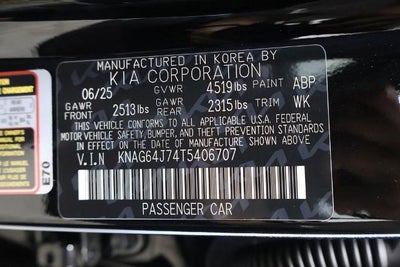 MANUFACTURED IN KOREA BY
KIA CORPORATION
06/25 GVWR 4519lbs PAINT ABP
GAWR FRT 2513lbs GAWR RR 2315lbs TRIM WK
THIS VEHICLE CONFORMS TO ALL APPLICABLE U.S.A FEDERAL
MOTOR VEHICLE SAFETY, BUMPER, AND THEFT PREVENTION
STANDARDS IN EFFECT ON THE DATE OF MANUFACTURE SHOWN ABOVE.
V.I.N KNAG64J74T5406707
PASSENGER CAR
E70